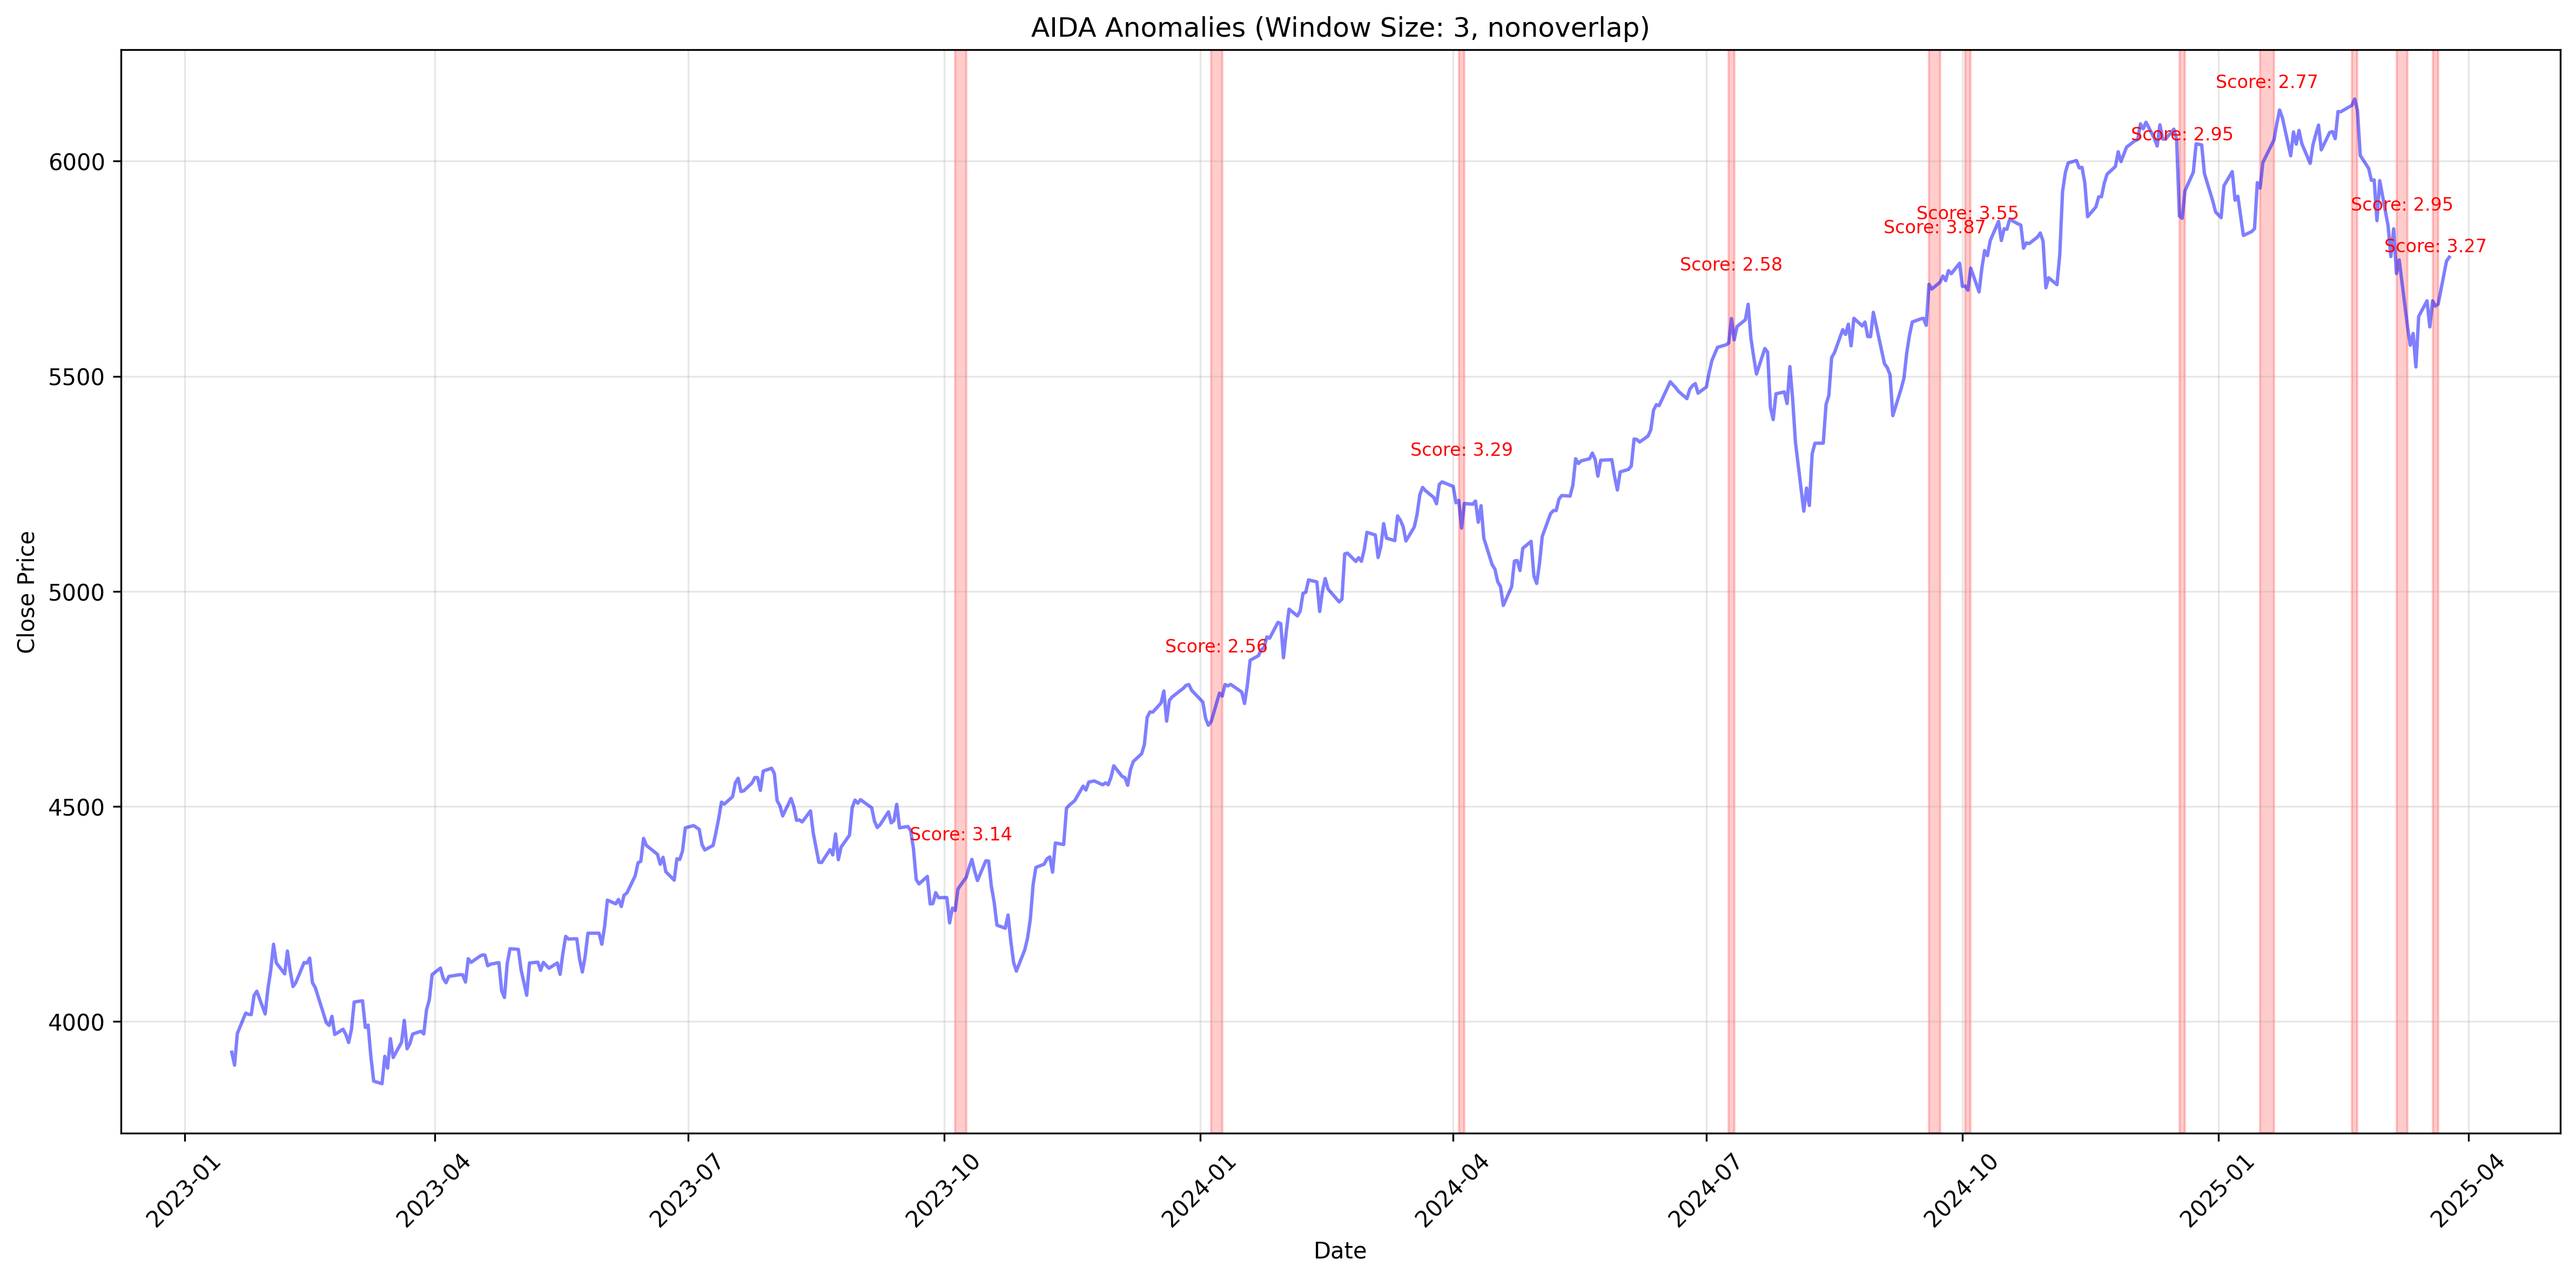 AIDA Anomalies (Window Size: 3, nonoverlap)
Score: 2.77
Score: 2.95
Score: 2.95
Score: 3.55
Score: 3.87
Score: 3.27
Score: 2.58
Score: 3.29
Score: 2.56
Score: 3.14
Close Price
6000
5500
5000
4500
4000
2023-01
2023-04
2023-07
2023-10
2024-01
2024-04
2024-07
2024-10
2025-01
2025-04
Date